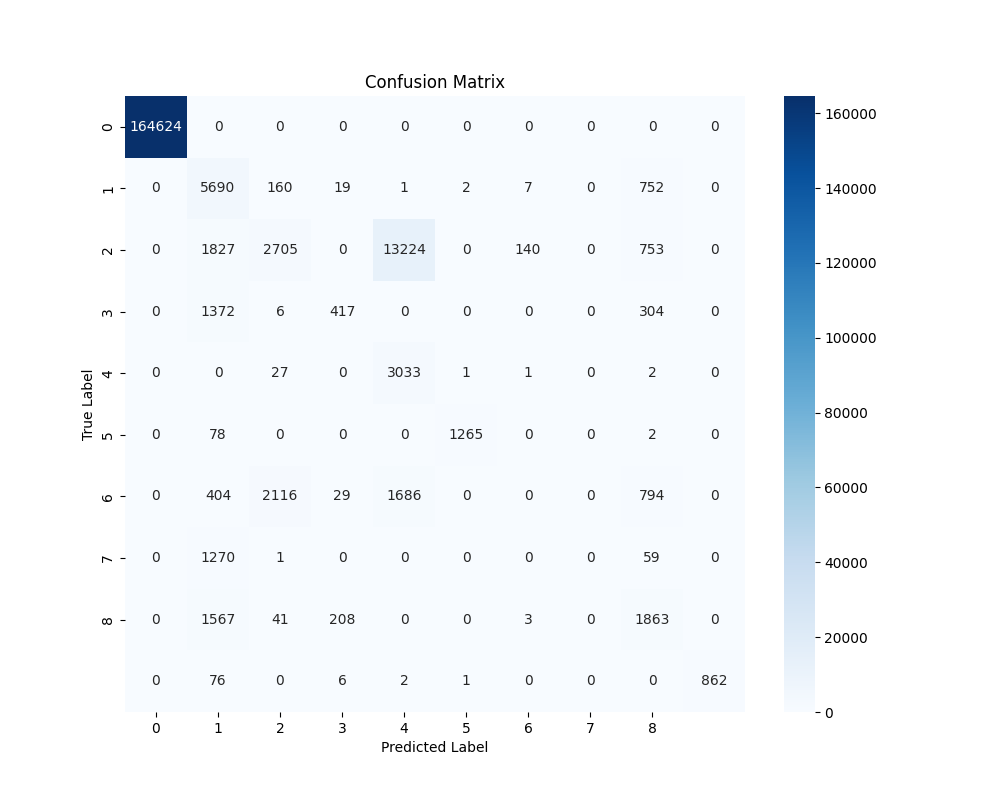 Confusion Matrix
0 164624 0 0 0 0 0 0 0 0 0
1 0 5690 160 19 1 2 7 0 752 0
2 0 1827 2705 0 13224 0 140 0 753 0
3 0 1372 6 417 0 0 0 0 304 0
4 0 0 27 0 3033 1 1 0 2 0
5 0 78 0 0 0 1265 0 0 2 0
6 0 404 2116 29 1686 0 0 0 794 0
7 0 1270 1 0 0 0 0 0 59 0
8 0 1567 41 208 0 0 3 0 1863 0
0 76 0 6 2 1 0 0 0 862
0 1 2 3 4 5 6 7 8
Predicted Label
True Label
160000
140000
120000
100000
80000
60000
40000
20000
0